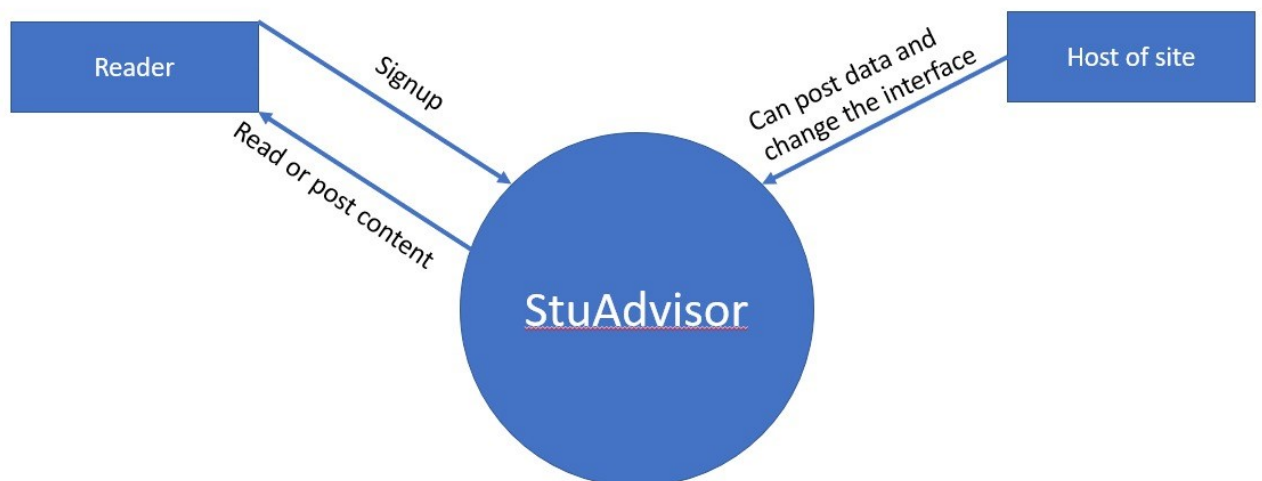 Reader
Signup
Read or post content
Can post data and
change the interface
Host of site
StuAdvisor